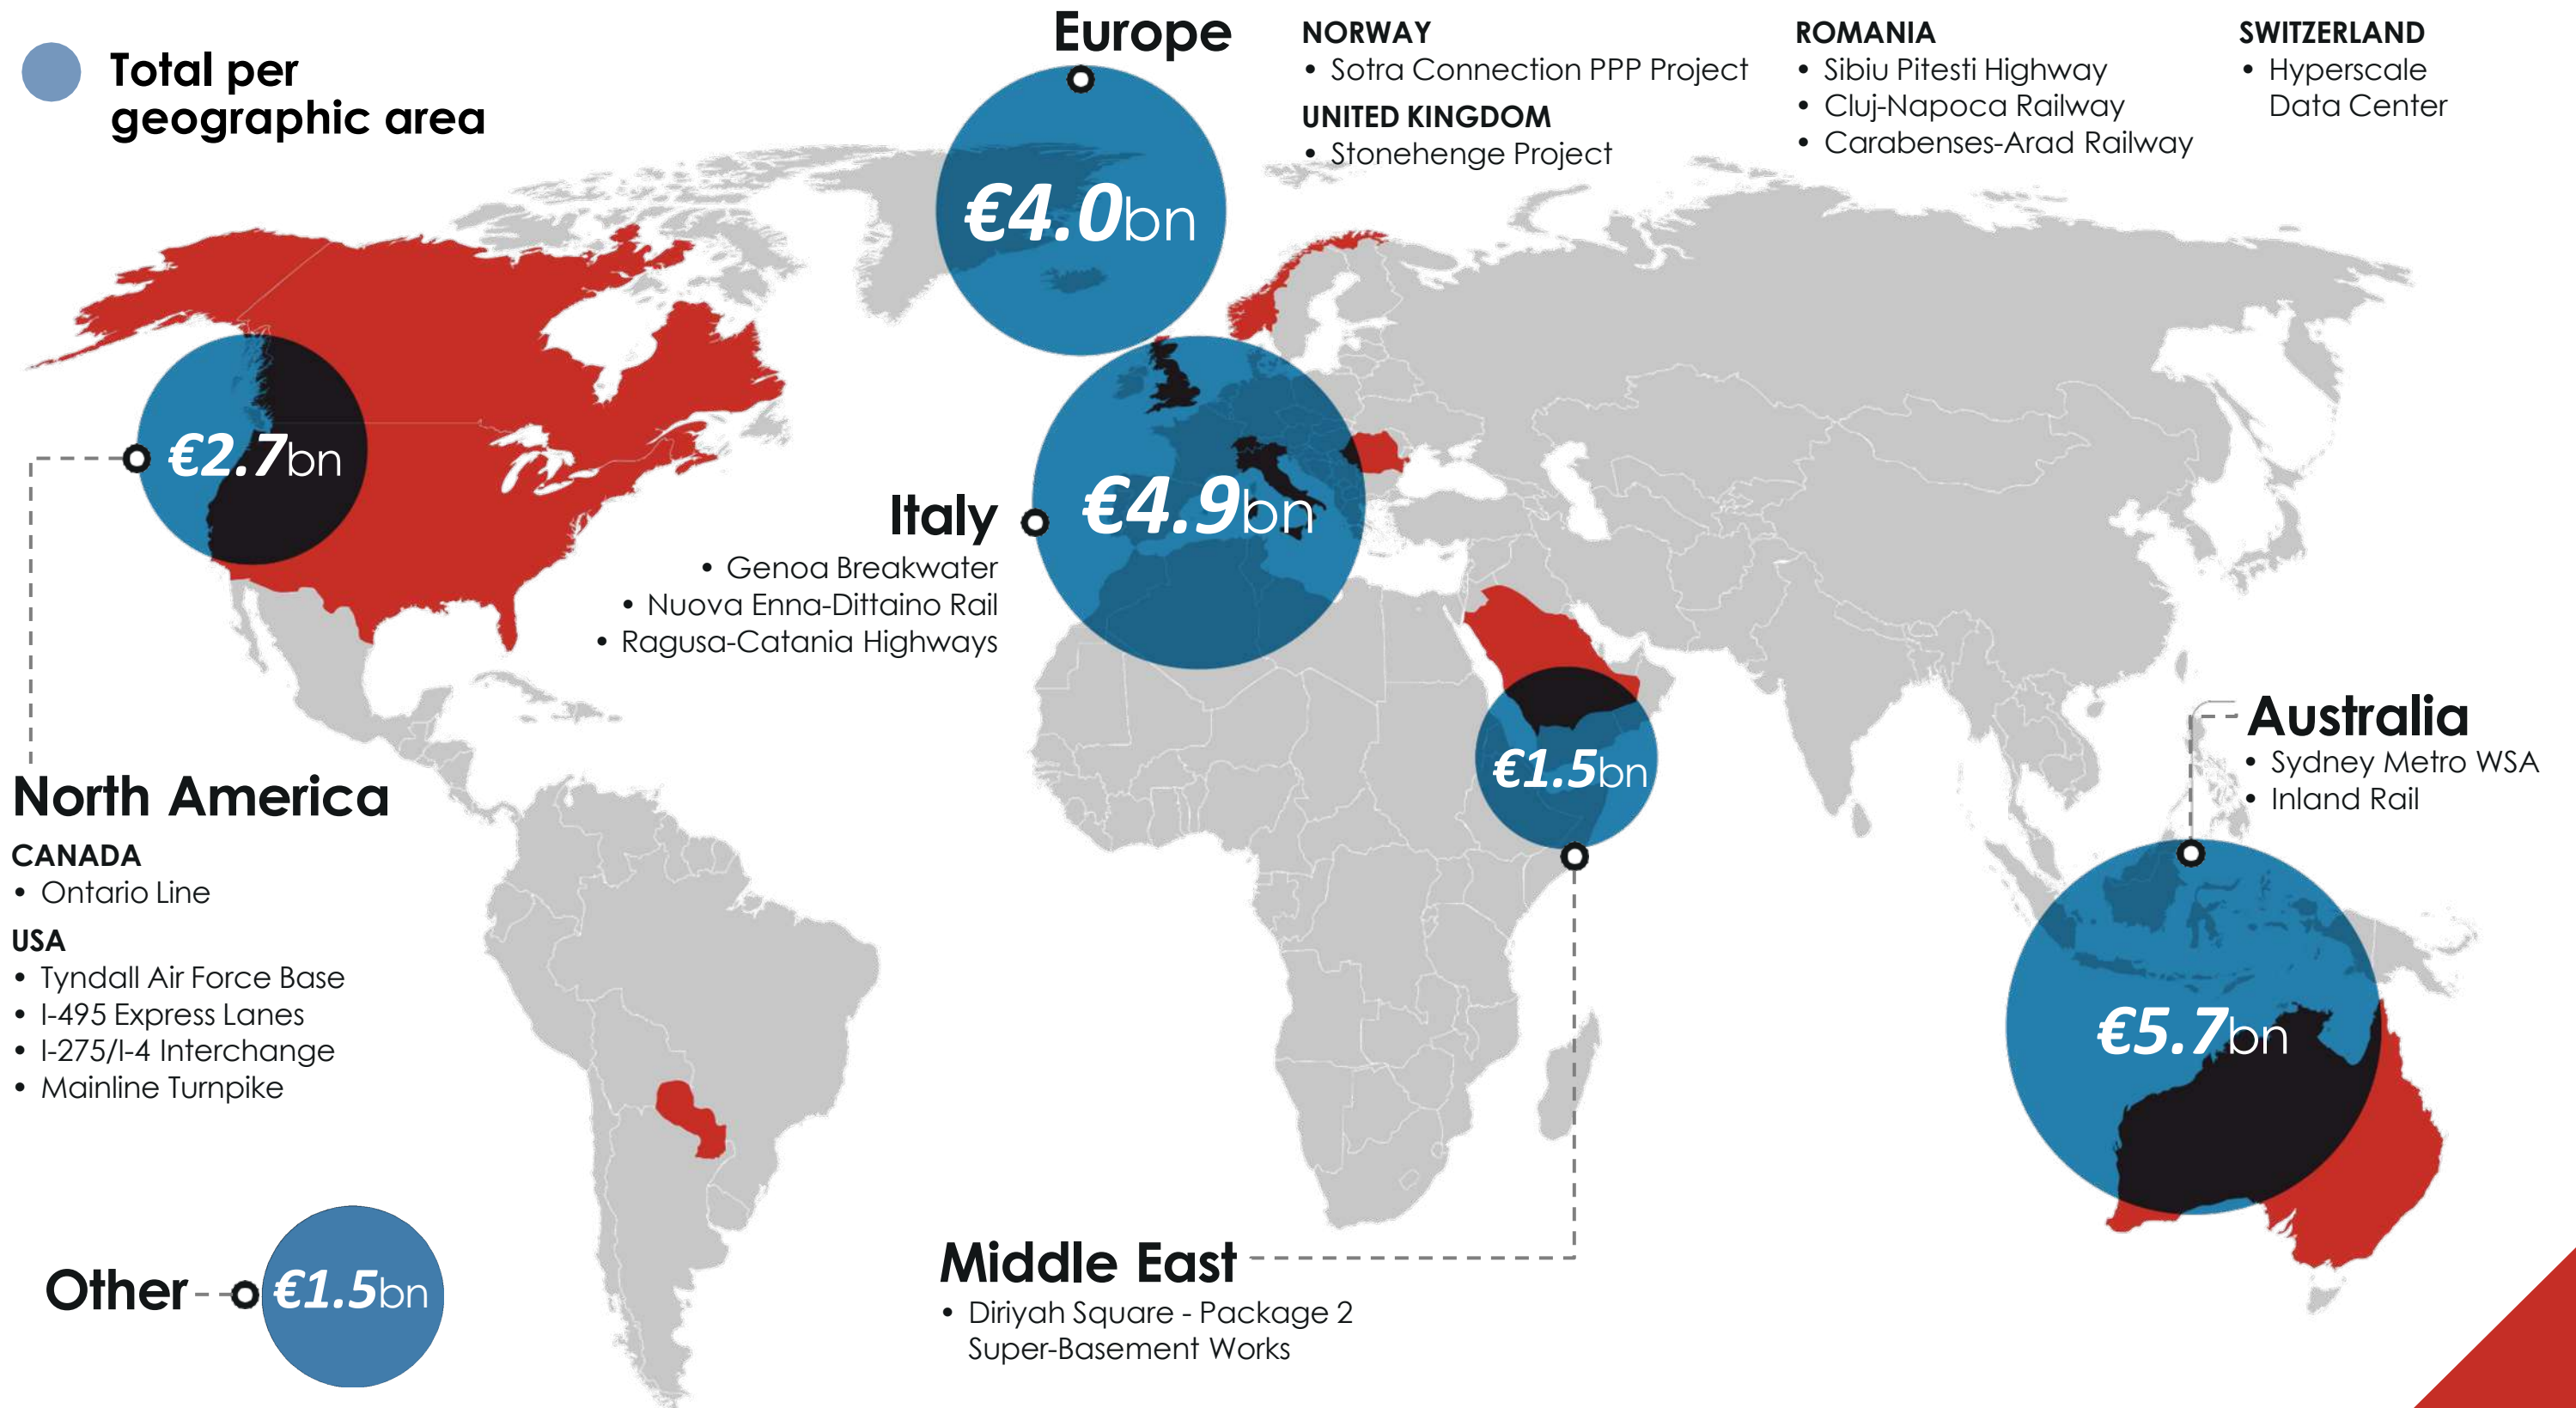 Total per
geographic area
Europe
€4.0bn
NORWAY
• Sotra Connection PPP Project
UNITED KINGDOM
• Stonehenge Project
ROMANIA
• Sibiu Pitesti Highway
• Cluj-Napoca Railway
• Carabenses-Arad Railway
SWITZERLAND
• Hyperscale
Data Center
€2.7bn
North America
CANADA
• Ontario Line
USA
• Tyndall Air Force Base
• I-495 Express Lanes
• I-275/I-4 Interchange
• Mainline Turnpike
Italy
€4.9bn
• Genoa Breakwater
• Nuova Enna-Dittaino Rail
• Ragusa-Catania Highways
€1.5bn
Middle East
• Diriyah Square - Package 2
Super-Basement Works
Australia
• Sydney Metro WSA
• Inland Rail
€5.7bn
Other
€1.5bn